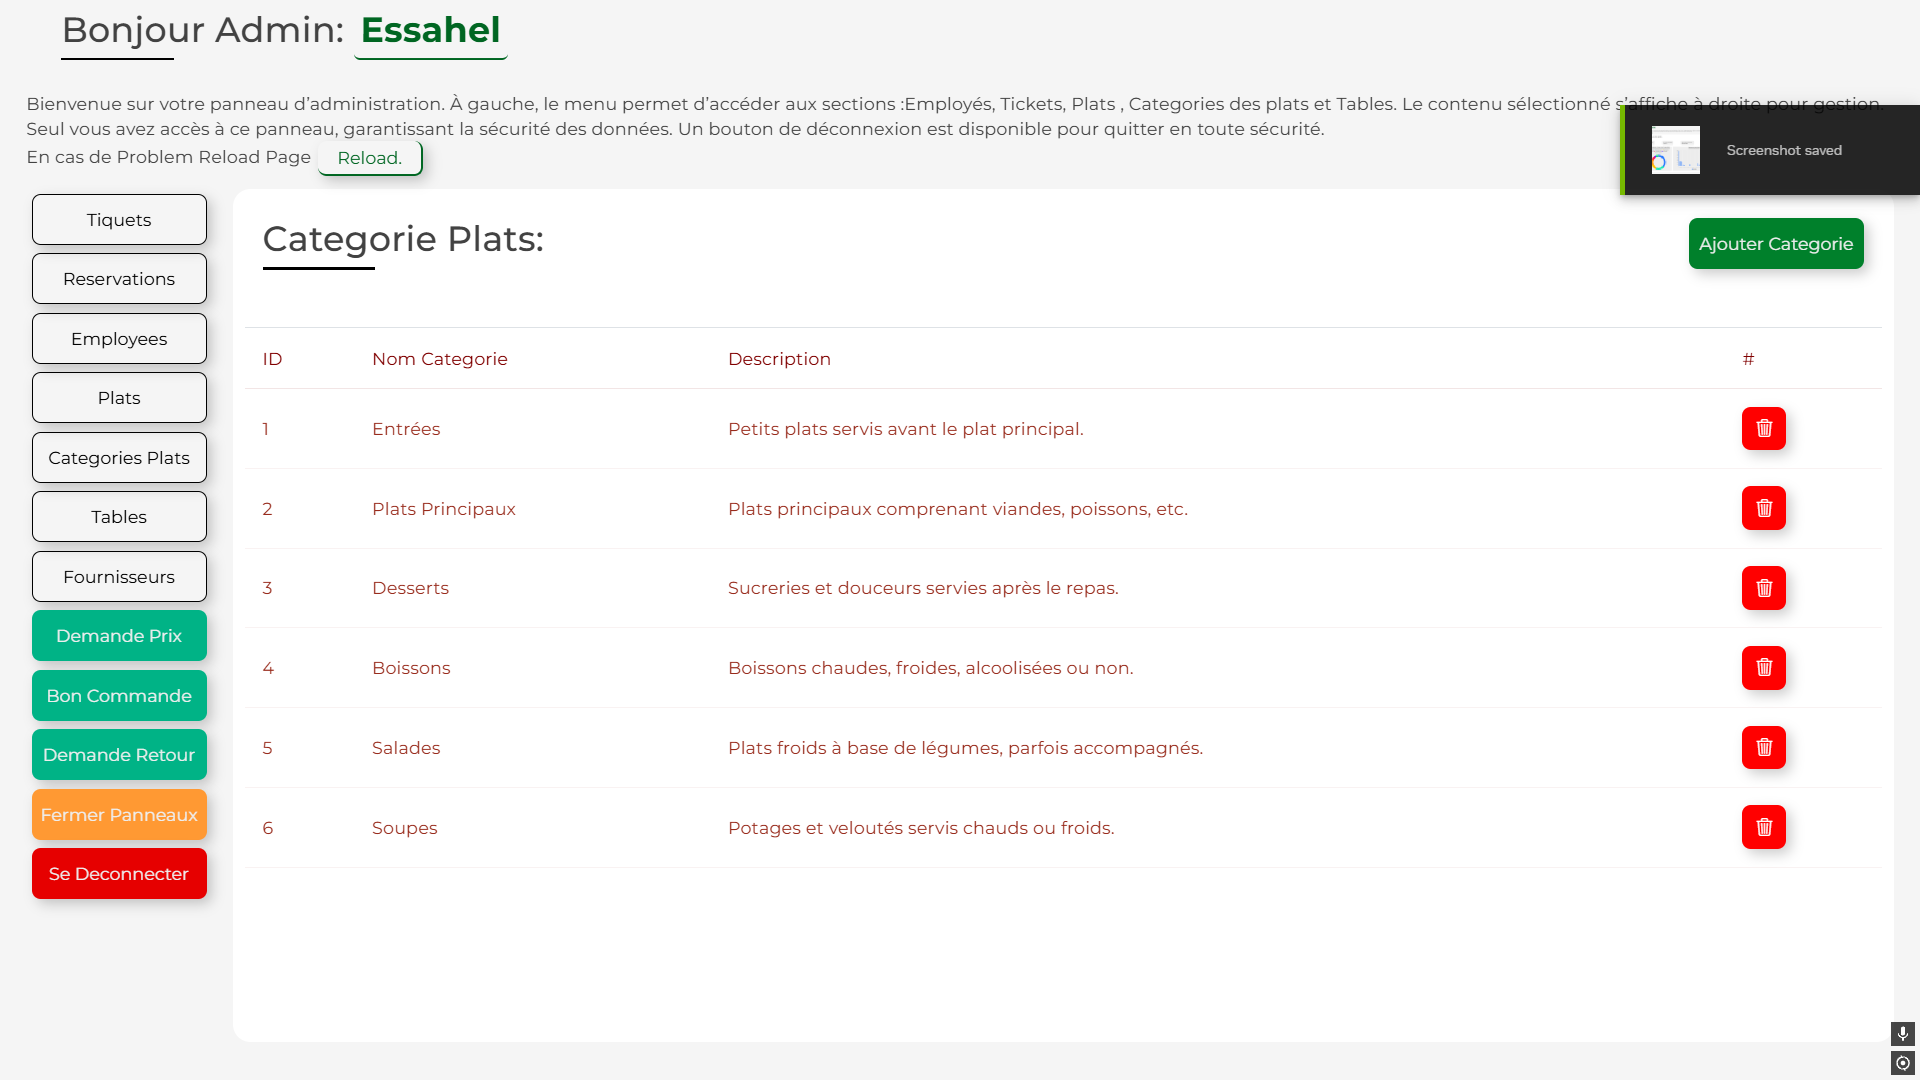 Bonjour Admin: Essahel
Bienvenue sur votre panneau d'administration. À gauche, le menu permet d'accéder aux sections :Employés, Tickets, Plats , Categories des plats et Tables. Le contenu sélectionné s'affiche à droite pour gestion.
Seul vous avez accès à ce panneau, garantissant la sécurité des données. Un bouton de déconnexion est disponible pour quitter en toute sécurité.
En cas de Problem Reload Page Reload.
Screenshot saved
Tiquets
Reservations
Employees
Plats
Categories Plats
Tables
Fournisseurs
Demande Prix
Bon Commande
Demande Retour
Fermer Panneaux
Se Deconnecter
Categorie Plats:
Ajouter Categorie
ID Nom Categorie Description #
1 Entrées Petits plats servis avant le plat principal.
2 Plats Principaux Plats principaux comprenant viandes, poissons, etc.
3 Desserts Sucreries et douceurs servies après le repas.
4 Boissons Boissons chaudes, froides, alcoolisées ou non.
5 Salades Plats froids à base de légumes, parfois accompagnés.
6 Soupes Potages et veloutés servis chauds ou froids.